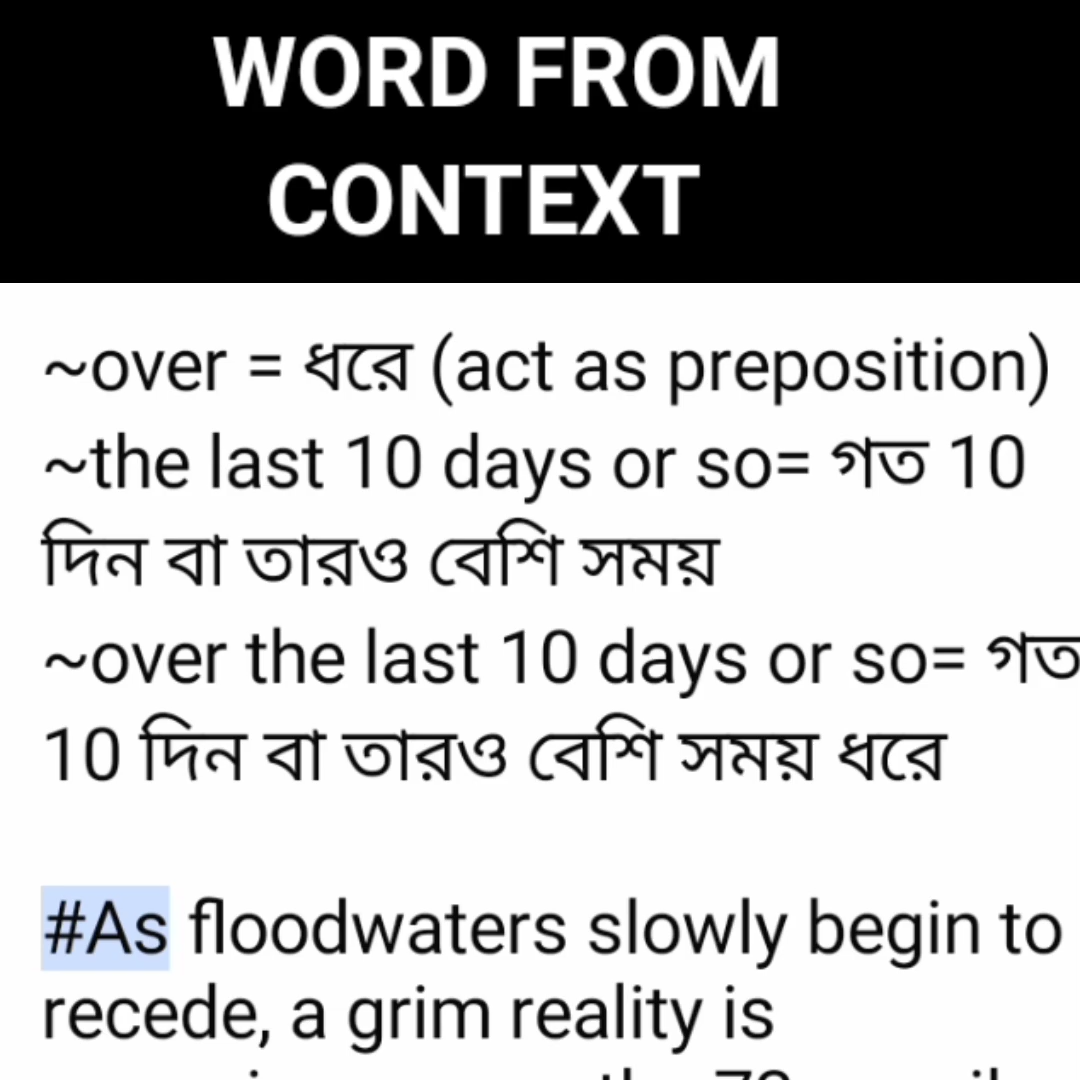 WORD FROM
CONTEXT
~over = ধরে (act as preposition)
~the last 10 days or so= গত 10
দিন বা তারও বেশি সময়
~over the last 10 days or so= গত
10 দিন বা তারও বেশি সময় ধরে
#As floodwaters slowly begin to
recede, a grim reality is